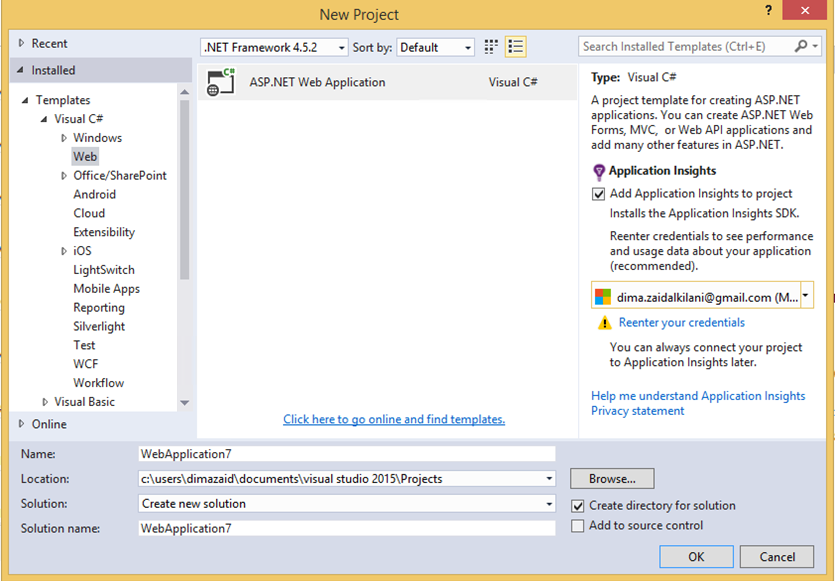 New Project
?
Recent
.NET Framework 4.5.2
Sort by:
Default
Search Installed Templates (Ctrl+E)
Installed
Templates
Visual C#
Windows
Web
Office/SharePoint
Android
Cloud
Extensibility
iOS
LightSwitch
Mobile Apps
Reporting
Silverlight
Test
WCF
Workflow
Visual Basic
Online
C#
ASP.NET Web Application
Visual C#
Click here to go online and find templates.
Type: Visual C#
A project template for creating ASP.NET
applications. You can create ASP.NET Web
Forms, MVC, or Web API applications and
add many other features in ASP.NET.
Application Insights
Add Application Insights to project
Installs the Application Insights SDK.
Reenter credentials to see performance
and usage data about your application
(recommended).
dima.zaidalkilani@gmail.com (M...
Reenter your credentials
You can always connect your project
to Application Insights later.
Help me understand Application Insights
Privacy statement
Name:
WebApplication7
Location:
c:\users\dimazaid\documents\visual studio 2015\Projects
Browse...
Solution:
Create new solution
Create directory for solution
Solution name:
WebApplication7
Add to source control
OK
Cancel